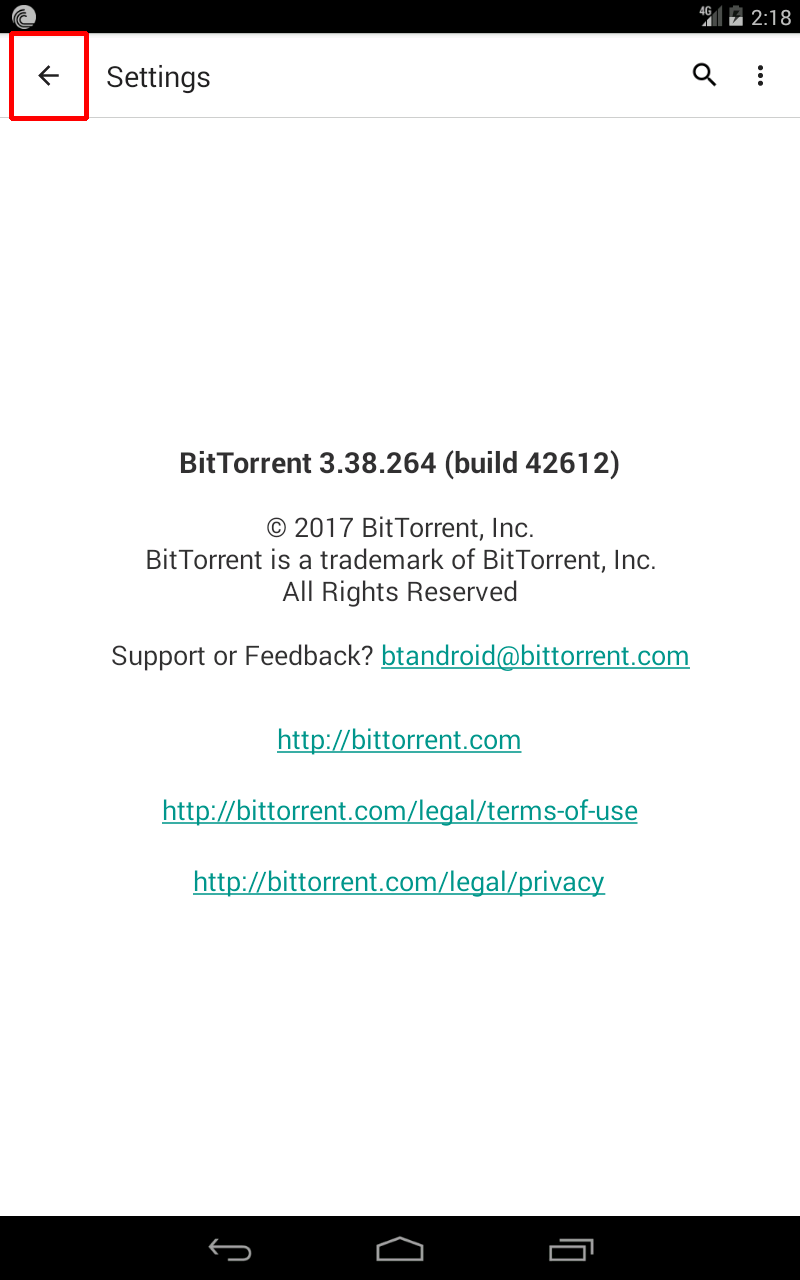 4G 2:18
Settings
BitTorrent 3.38.264 (build 42612)
© 2017 BitTorrent, Inc.
BitTorrent is a trademark of BitTorrent, Inc.
All Rights Reserved
Support or Feedback? btandroid@bittorrent.com
http://bittorrent.com
http://bittorrent.com/legal/terms-of-use
http://bittorrent.com/legal/privacy